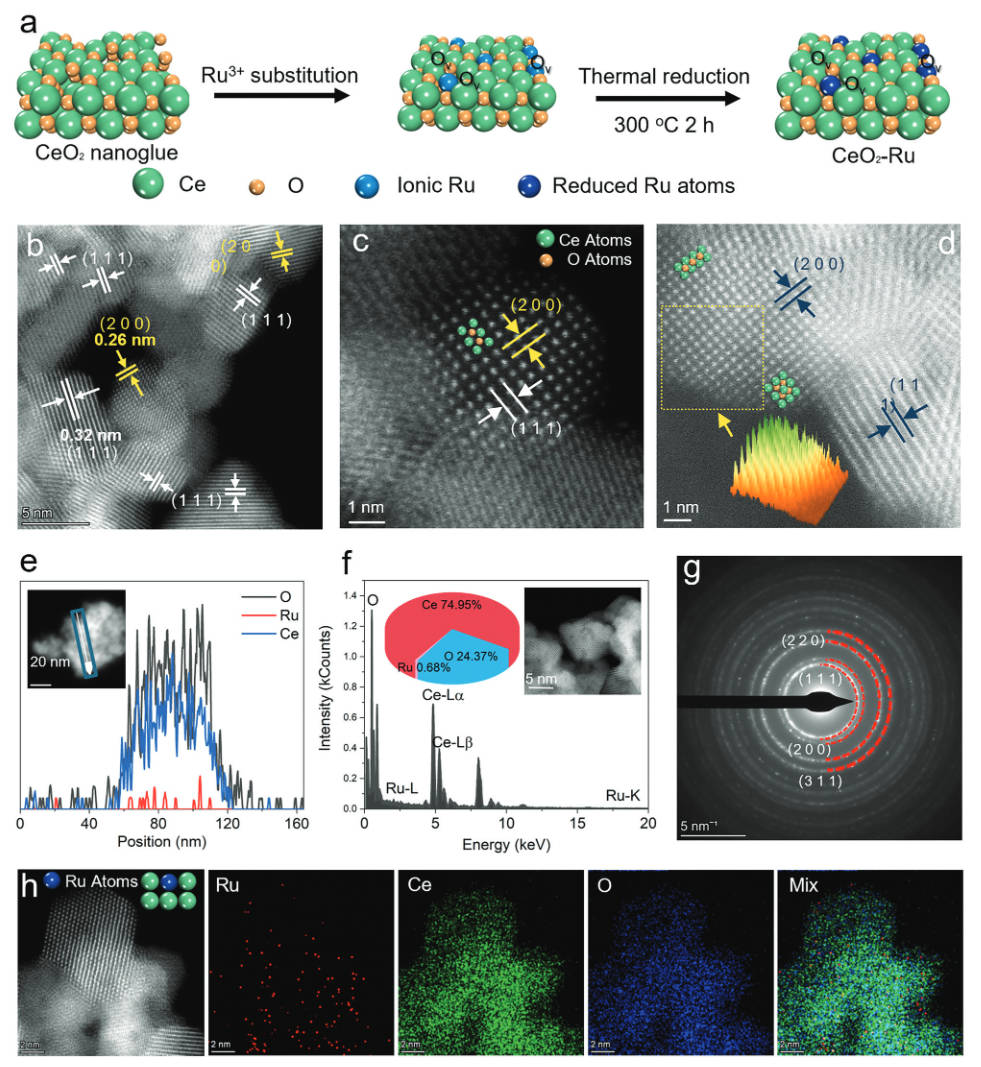 a
Ru³⁺ substitution
Thermal reduction
300 °C 2 h
Oᵥ
Oᵥ
Oᵥ
Oᵥ
Oᵥ
Oᵥ
CeO₂ nanoglue
CeO₂-Ru
Ce
O
Ionic Ru
Reduced Ru atoms
b
(1 1 1)
(2 0
0)
(1 1 1)
(2 0 0)
0.26 nm
0.32 nm
(1 1 1)
(1 1 1)
5 nm
c
Ce Atoms
O Atoms
(2 0 0)
(1 1 1)
1 nm
d
(2 0 0)
(1 1
1)
1 nm
e
O
Ru
Ce
20 nm
0
40
80
120
160
Position (nm)
f
1.4
1.2
1.0
0.8
0.6
0.4
0.2
0.0
Intensity (kCounts)
O
Ce 74.95%
O 24.37%
Ru 0.68%
Ce-Lα
Ce-Lβ
Ru-L
Ru-K
5 nm
0
5
10
15
20
Energy (keV)
g
(2 2 0)
(1 1 1)
(2 0 0)
(3 1 1)
5 nm⁻¹
h
Ru Atoms
2 nm
Ru
2 nm
Ce
2 nm
O
2 nm
Mix
2 nm